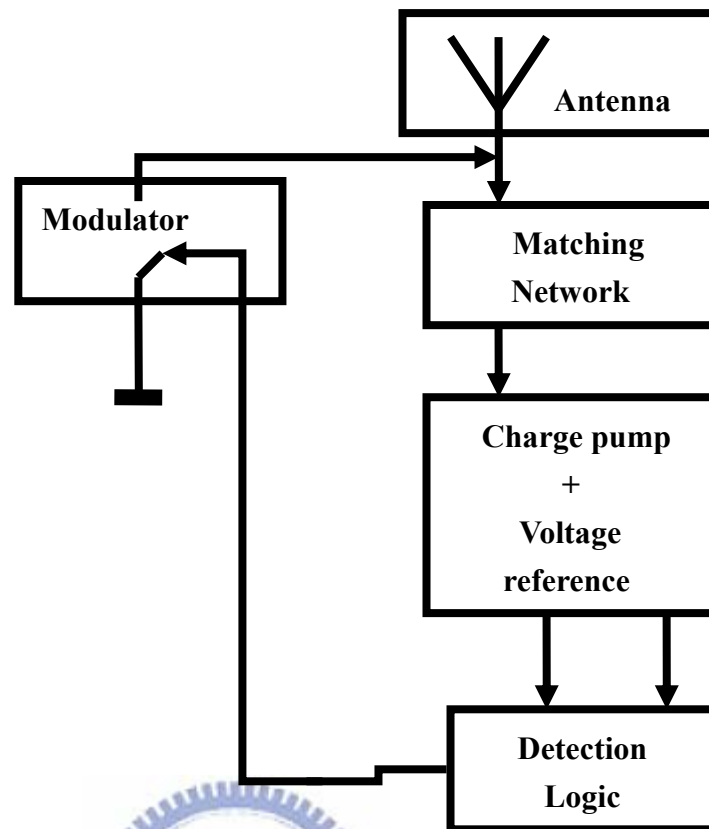 Antenna
Modulator
Matching
Network
Charge pump
+
Voltage
reference
Detection
Logic